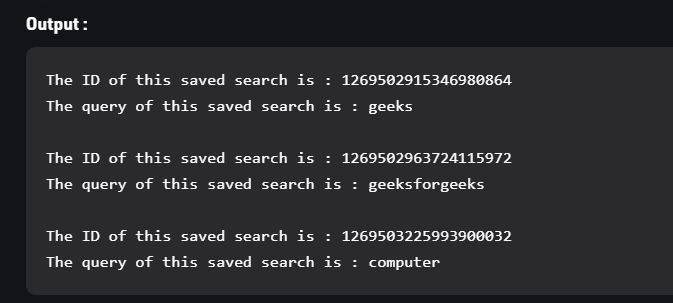 Output :
The ID of this saved search is : 1269502915346980864
The query of this saved search is : geeks
The ID of this saved search is : 1269502963724115972
The query of this saved search is : geeksforgeeks
The ID of this saved search is : 1269503225993900032
The query of this saved search is : computer